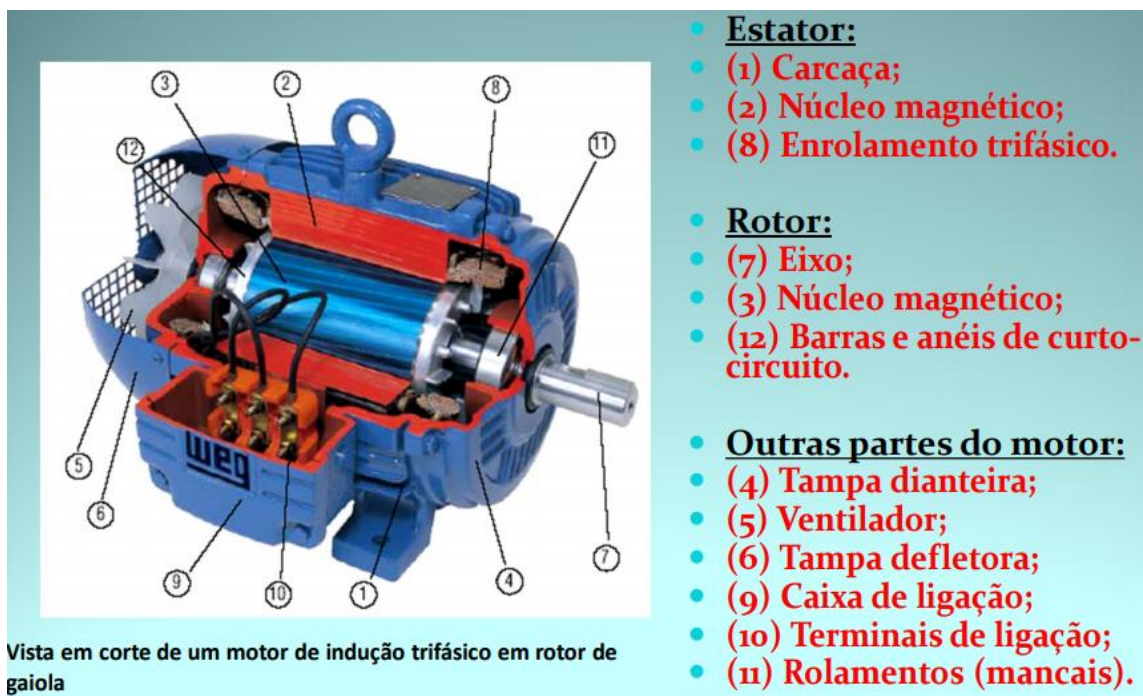 Estator:
(1) Carcaça;
(2) Núcleo magnético;
(8) Enrolamento trifásico.
Rotor:
(7) Eixo;
(3) Núcleo magnético;
(12) Barras e anéis de curto-
circuito.
Outras partes do motor:
(4) Tampa dianteira;
(5) Ventilador;
(6) Tampa defletora;
(9) Caixa de ligação;
(10) Terminais de ligação;
(11) Rolamentos (mancais).
3
2
8
12
11
WEG
5
6
9
10
1
4
7
Vista em corte de um motor de indução trifásico em rotor de
gaiola